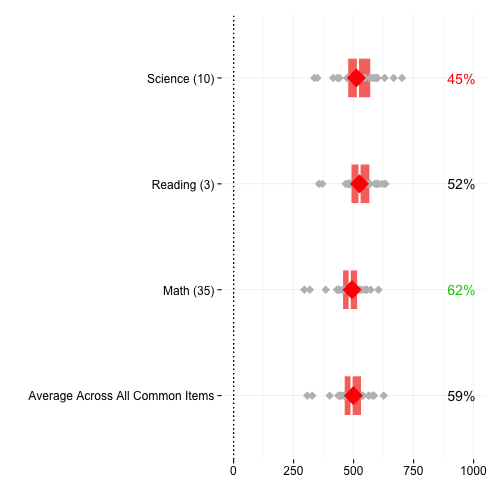 Science (10) 45%
Reading (3) 52%
Math (35) 62%
Average Across All Common Items 59%
0 250 500 750 1000